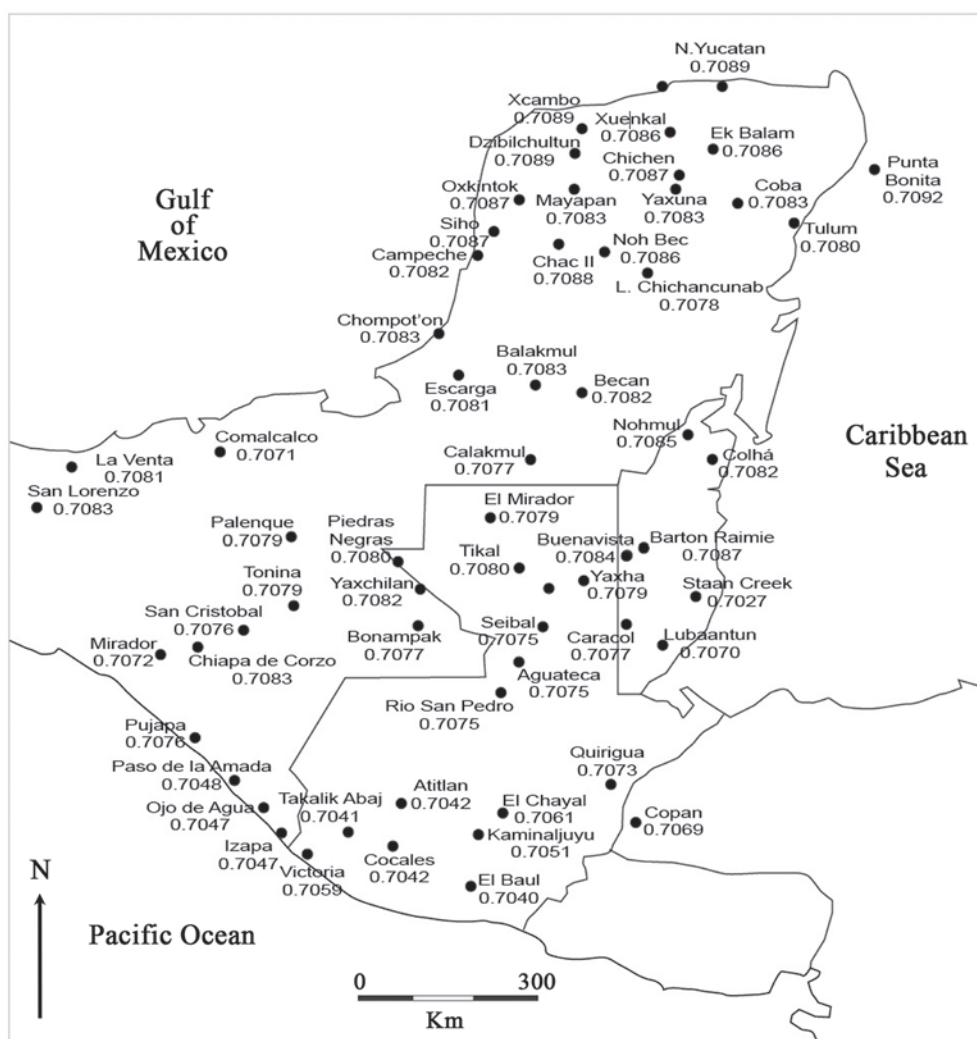 N.Yucatan
0.7089
Xcambo
0.7089
Xuenkal
0.7086
Ek Balam
0.7086
Dzibilchultun
0.7089
Chichen
0.7087
Punta
Bonita
0.7092
Oxkintok
0.7087
Mayapan
0.7083
Yaxuna
0.7083
Coba
0.7083
Gulf
of
Mexico
Siho
0.7087
Tulum
0.7080
Campeche
0.7082
Chac II
0.7088
Noh Bec
0.7086
L. Chichancunab
0.7078
Chompot'on
0.7083
Balakmul
0.7083
Escarga
0.7081
Becan
0.7082
Nohmul
0.7085
Caribbean
Sea
Comalcalco
0.7071
Calakmul
0.7077
Colhá
0.7082
La Venta
0.7081
San Lorenzo
0.7083
El Mirador
0.7079
Palenque
0.7079
Piedras
Negras
0.7080
Tikal
0.7080
Buenavista
0.7084
Barton Raimie
0.7087
Tonina
0.7079
Yaxchilan
0.7082
Yaxha
0.7079
Staan Creek
0.7027
San Cristobal
0.7076
Mirador
0.7072
Chiapa de Corzo
0.7083
Bonampak
0.7077
Seibal
0.7075
Caracol
0.7077
Lubaantun
0.7070
Aguateca
0.7075
Rio San Pedro
0.7075
Pujapa
0.7076
Paso de la Amada
0.7048
Quirigua
0.7073
Ojo de Agua
0.7047
Takalik Abaj
0.7041
Atitlan
0.7042
El Chayal
0.7061
Copan
0.7069
Izapa
0.7047
Kaminaljuyu
0.7051
Victoria
0.7059
Cocales
0.7042
El Baul
0.7040
N
Pacific Ocean
0 300
Km